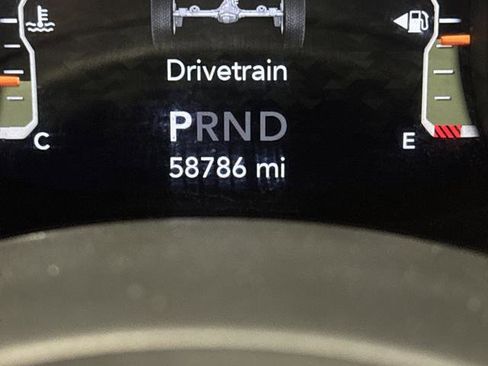 Drivetrain
PRND
C
E
58786 mi